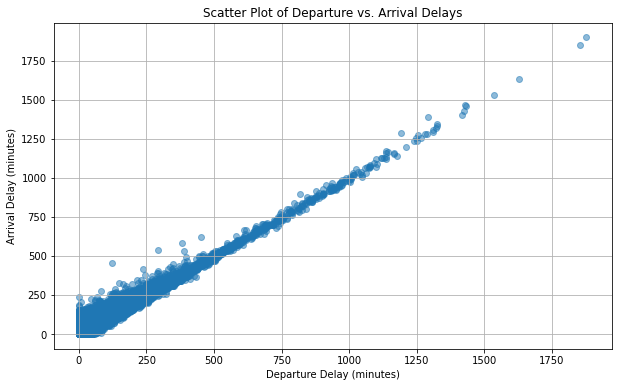 Scatter Plot of Departure vs. Arrival Delays
Arrival Delay (minutes)
1750
1500
1250
1000
750
500
250
0
0 250 500 750 1000 1250 1500 1750
Departure Delay (minutes)